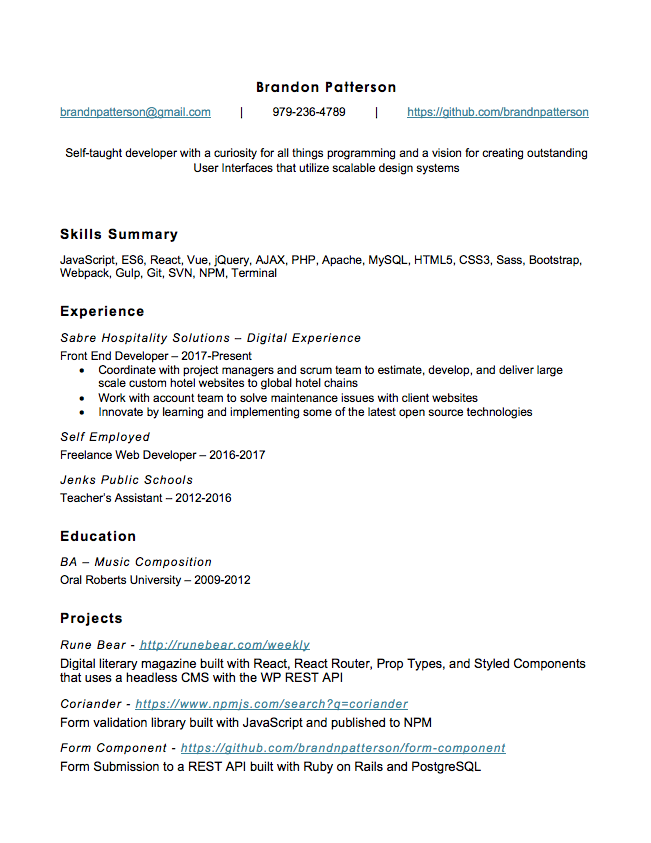 Brandon Patterson
brandnpatterson@gmail.com | 979-236-4789 | https://github.com/brandnpatterson
Self-taught developer with a curiosity for all things programming and a vision for creating outstanding
User Interfaces that utilize scalable design systems
Skills Summary
JavaScript, ES6, React, Vue, jQuery, AJAX, PHP, Apache, MySQL, HTML5, CSS3, Sass, Bootstrap,
Webpack, Gulp, Git, SVN, NPM, Terminal
Experience
Sabre Hospitality Solutions – Digital Experience
Front End Developer – 2017-Present
• Coordinate with project managers and scrum team to estimate, develop, and deliver large
scale custom hotel websites to global hotel chains
• Work with account team to solve maintenance issues with client websites
• Innovate by learning and implementing some of the latest open source technologies
Self Employed
Freelance Web Developer – 2016-2017
Jenks Public Schools
Teacher’s Assistant – 2012-2016
Education
BA – Music Composition
Oral Roberts University – 2009-2012
Projects
Rune Bear - http://runebear.com/weekly
Digital literary magazine built with React, React Router, Prop Types, and Styled Components
that uses a headless CMS with the WP REST API
Coriander - https://www.npmjs.com/search?q=coriander
Form validation library built with JavaScript and published to NPM
Form Component - https://github.com/brandnpatterson/form-component
Form Submission to a REST API built with Ruby on Rails and PostgreSQL